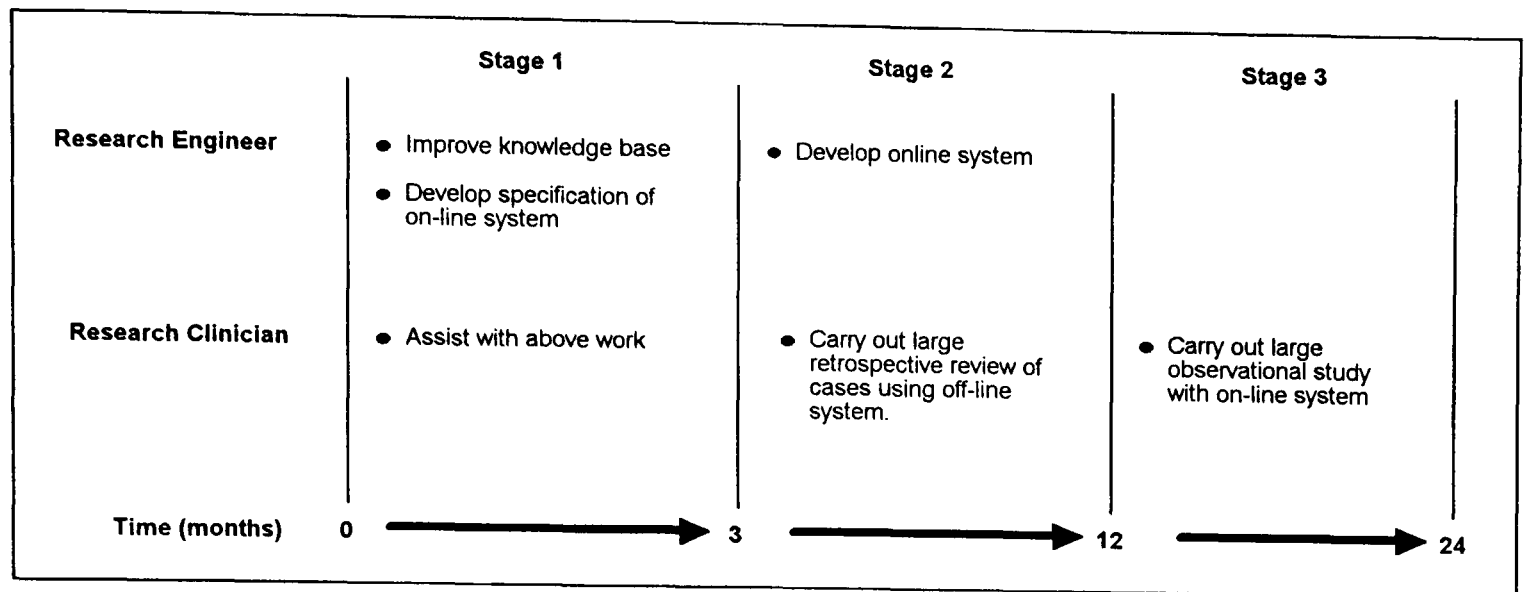 Stage 1
Stage 2
Stage 3
Research Engineer
● Improve knowledge base
● Develop specification of
on-line system
● Develop online system
Research Clinician
● Assist with above work
● Carry out large
retrospective review of
cases using off-line
system.
● Carry out large
observational study
with on-line system
Time (months)
0
3
12
24